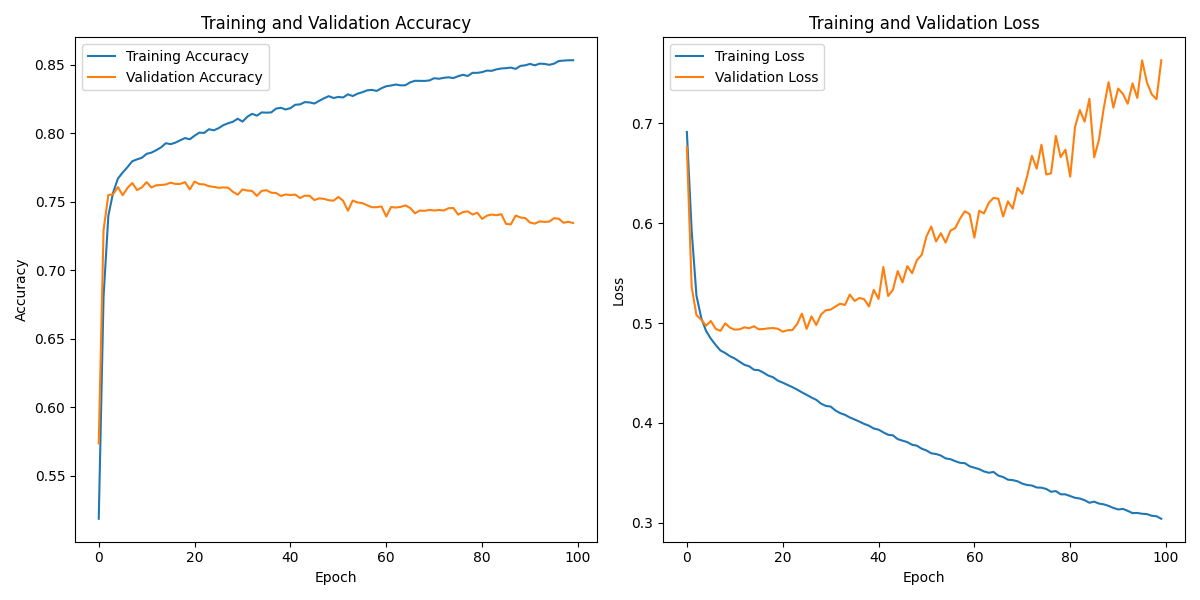 Training and Validation Accuracy
Training Accuracy
Validation Accuracy
0.85
0.80
0.75
0.70
0.65
0.60
0.55
Accuracy
0 20 40 60 80 100
Epoch
Training and Validation Loss
Training Loss
Validation Loss
0.7
0.6
0.5
0.4
0.3
Loss
0 20 40 60 80 100
Epoch